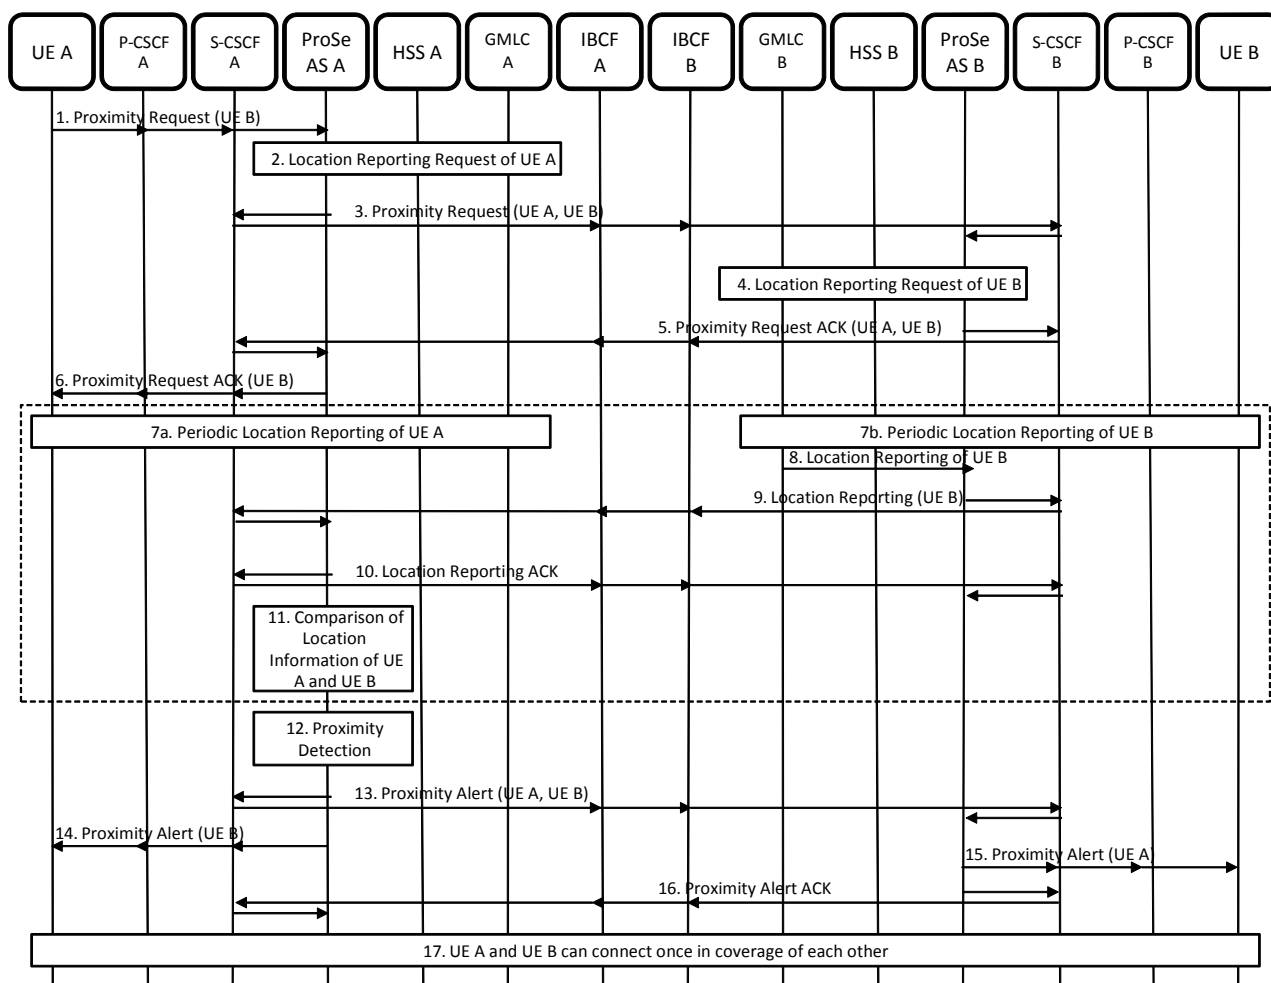 UE A
P-CSCF
A
S-CSCF
A
ProSe
AS A
HSS A
GMLC
A
IBCF
A
IBCF
B
GMLC
B
HSS B
ProSe
AS B
S-CSCF
B
P-CSCF
B
UE B
1. Proximity Request (UE B)
2. Location Reporting Request of UE A
3. Proximity Request (UE A, UE B)
4. Location Reporting Request of UE B
5. Proximity Request ACK (UE A, UE B)
6. Proximity Request ACK (UE B)
7a. Periodic Location Reporting of UE A
7b. Periodic Location Reporting of UE B
8. Location Reporting of UE B
9. Location Reporting (UE B)
10. Location Reporting ACK
11. Comparison of
Location
Information of UE
A and UE B
12. Proximity
Detection
13. Proximity Alert (UE A, UE B)
14. Proximity Alert (UE B)
15. Proximity Alert (UE A)
16. Proximity Alert ACK
17. UE A and UE B can connect once in coverage of each other